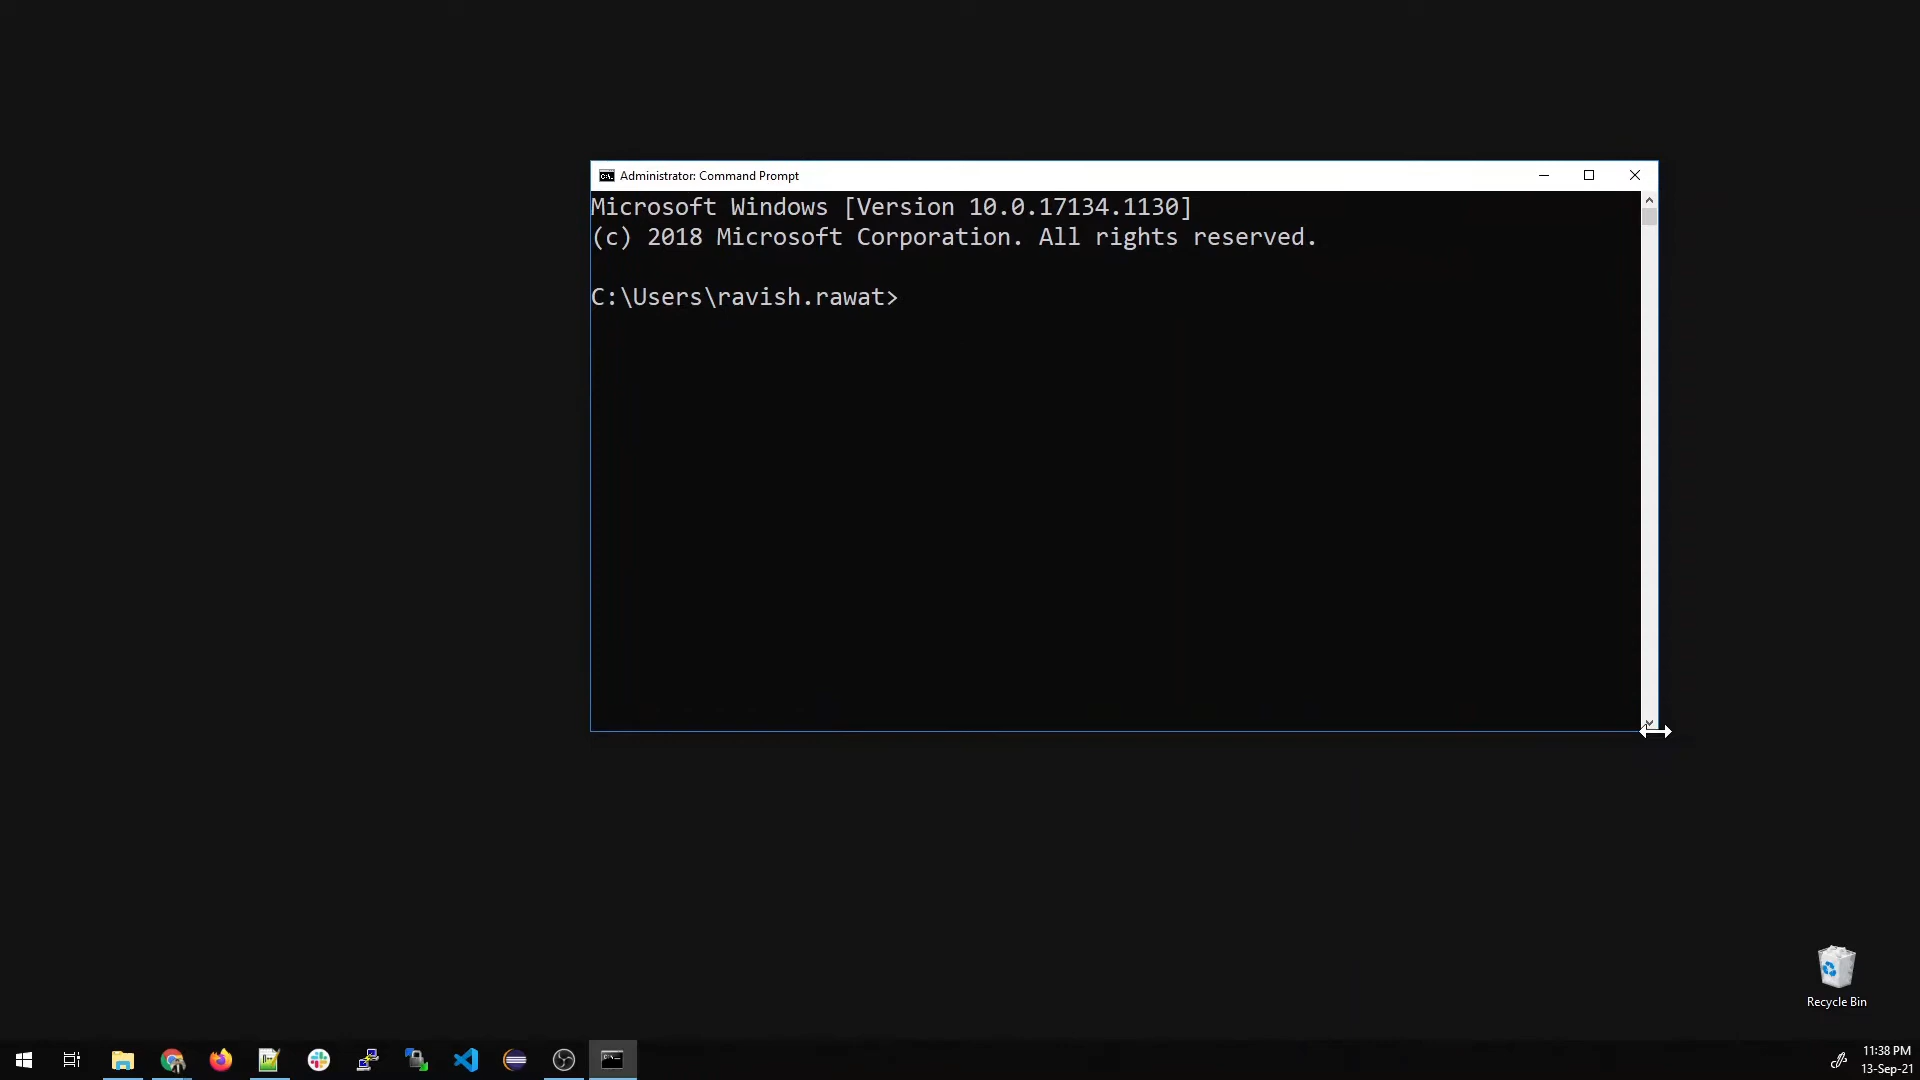 Administrator: Command Prompt
Microsoft Windows [Version 10.0.17134.1130]
(c) 2018 Microsoft Corporation. All rights reserved.
C:\Users\ravish.rawat>
Recycle Bin
11:38 PM
13-Sep-21